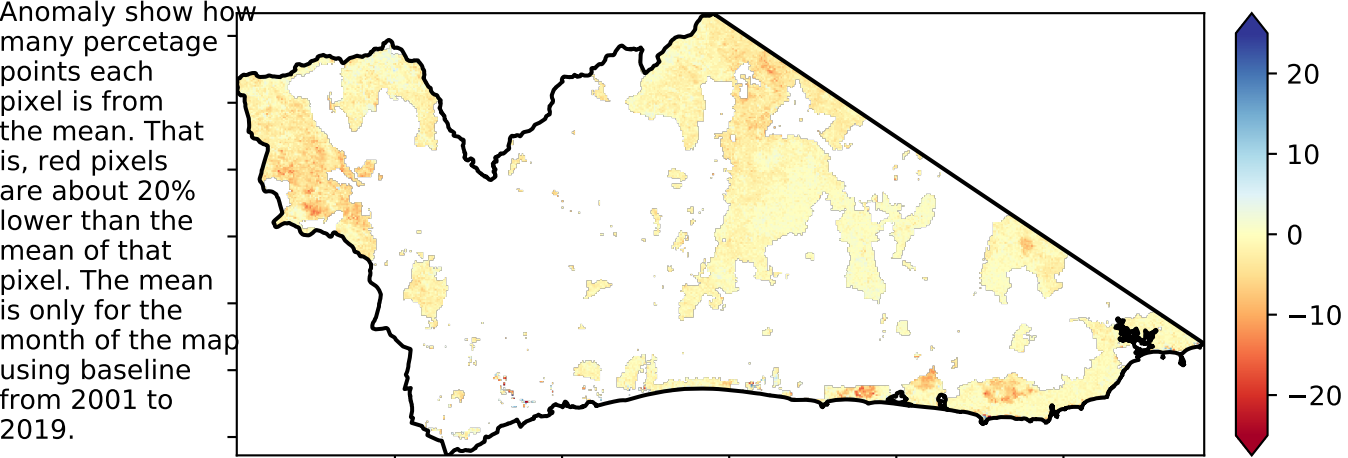 Anomaly show how
many percetage
points each
pixel is from
the mean. That
is, red pixels
are about 20%
lower than the
mean of that
pixel. The mean
is only for the
month of the map
using baseline
from 2001 to
2019.
20
10
0
−10
−20